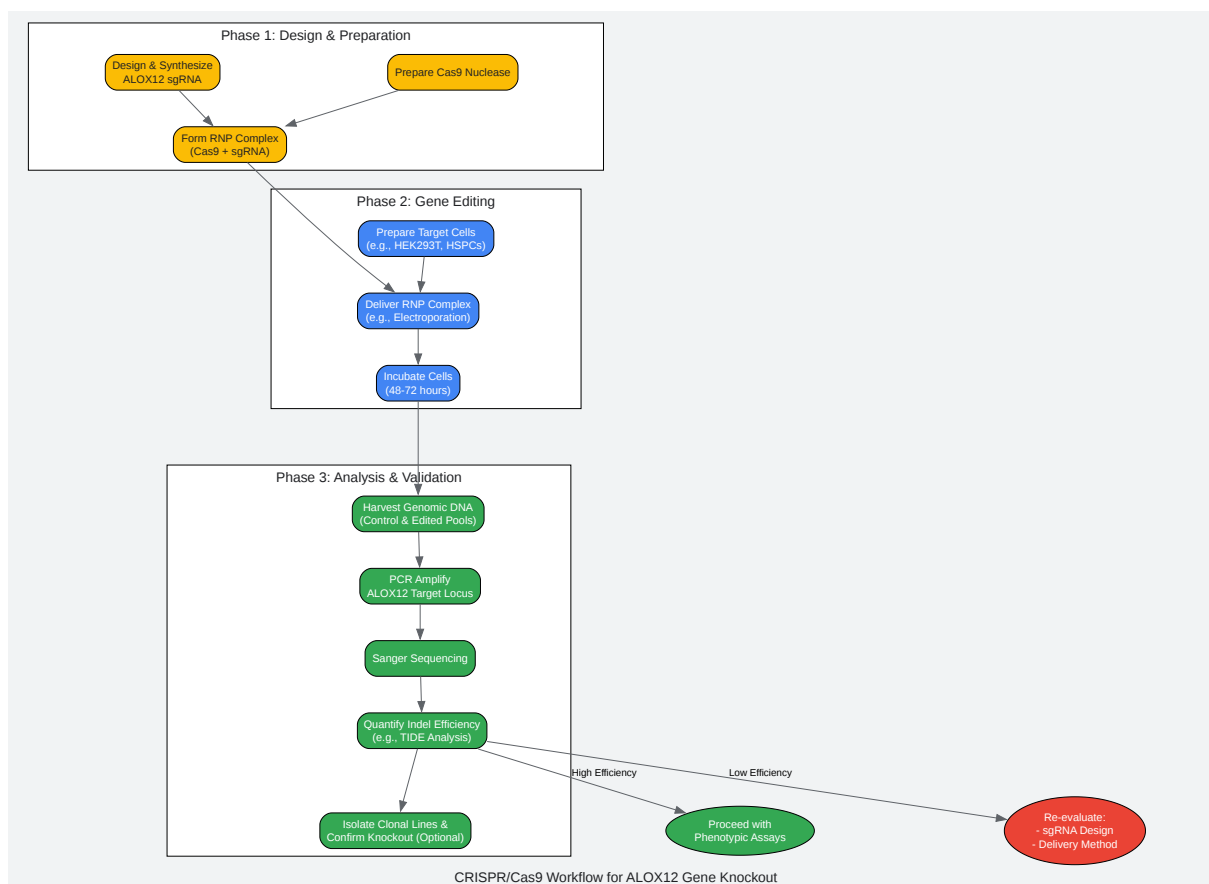 Phase 1: Design & Preparation
Design & Synthesize
ALOX12 sgRNA
Prepare Cas9 Nuclease
Form RNP Complex
(Cas9 + sgRNA)
Phase 2: Gene Editing
Prepare Target Cells
(e.g., HEK293T, HSPCs)
Deliver RNP Complex
(e.g., Electroporation)
Incubate Cells
(48-72 hours)
Phase 3: Analysis & Validation
Harvest Genomic DNA
(Control & Edited Pools)
PCR Amplify
ALOX12 Target Locus
Sanger Sequencing
Quantify Indel Efficiency
(e.g., TIDE Analysis)
High Efficiency
Low Efficiency
Isolate Clonal Lines &
Confirm Knockout (Optional)
Proceed with
Phenotypic Assays
Re-evaluate:
- sgRNA Design
- Delivery Method
CRISPR/Cas9 Workflow for ALOX12 Gene Knockout